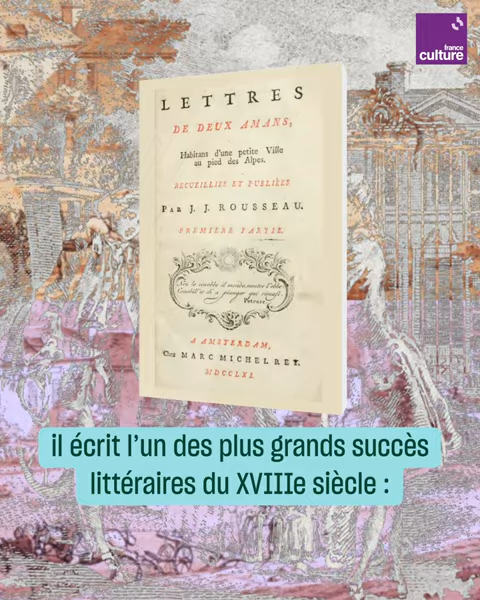 france
culture
LETTRES
DE DEUX AMANS,
Habitans d'une petite Ville
au pied des Alpes.
RECUEILLIES ET PUBLIÉES
PAR J. J. ROUSSEAU.
PREMIERE PARTIE.
Petrarc.
A AMSTERDAM,
Chez MARC MICHEL REY.
MDCCLXI.
il écrit l’un des plus grands succès
littéraires du XVIIIe siècle :